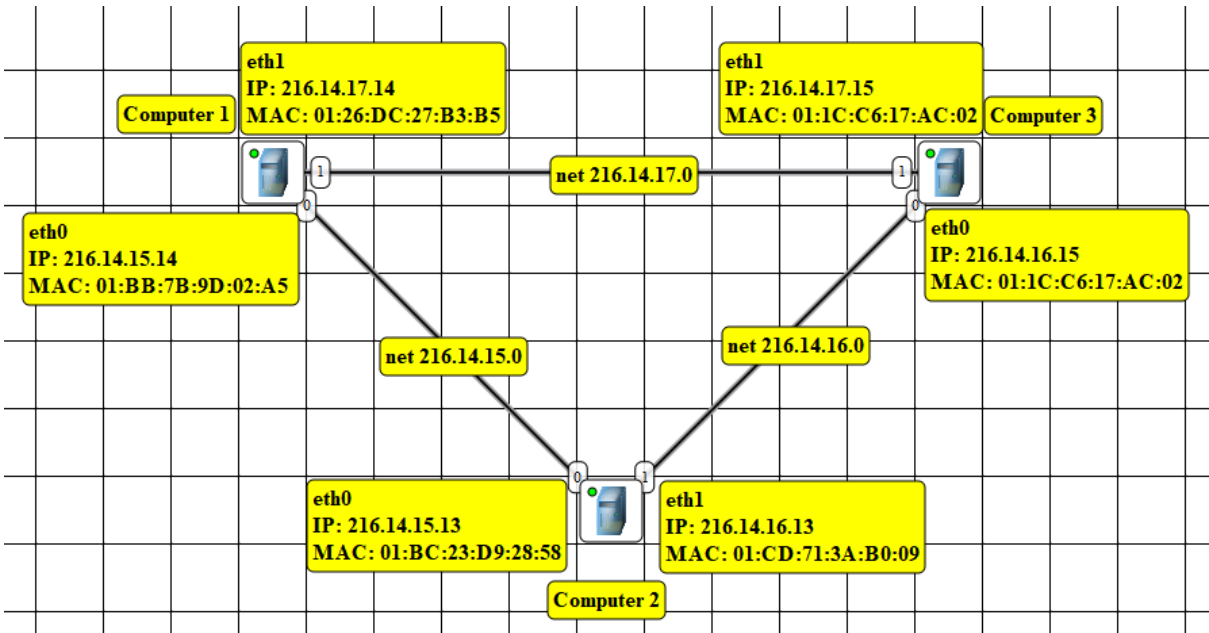 eth1
IP: 216.14.17.14
MAC: 01:26:DC:27:B3:B5
Computer 1
eth1
IP: 216.14.17.15
MAC: 01:1C:C6:17:AC:02
Computer 3
1
net 216.14.17.0
1
0
0
eth0
IP: 216.14.15.14
MAC: 01:BB:7B:9D:02:A5
eth0
IP: 216.14.16.15
MAC: 01:1C:C6:17:AC:02
net 216.14.15.0
net 216.14.16.0
0
1
eth0
IP: 216.14.15.13
MAC: 01:BC:23:D9:28:58
eth1
IP: 216.14.16.13
MAC: 01:CD:71:3A:B0:09
Computer 2